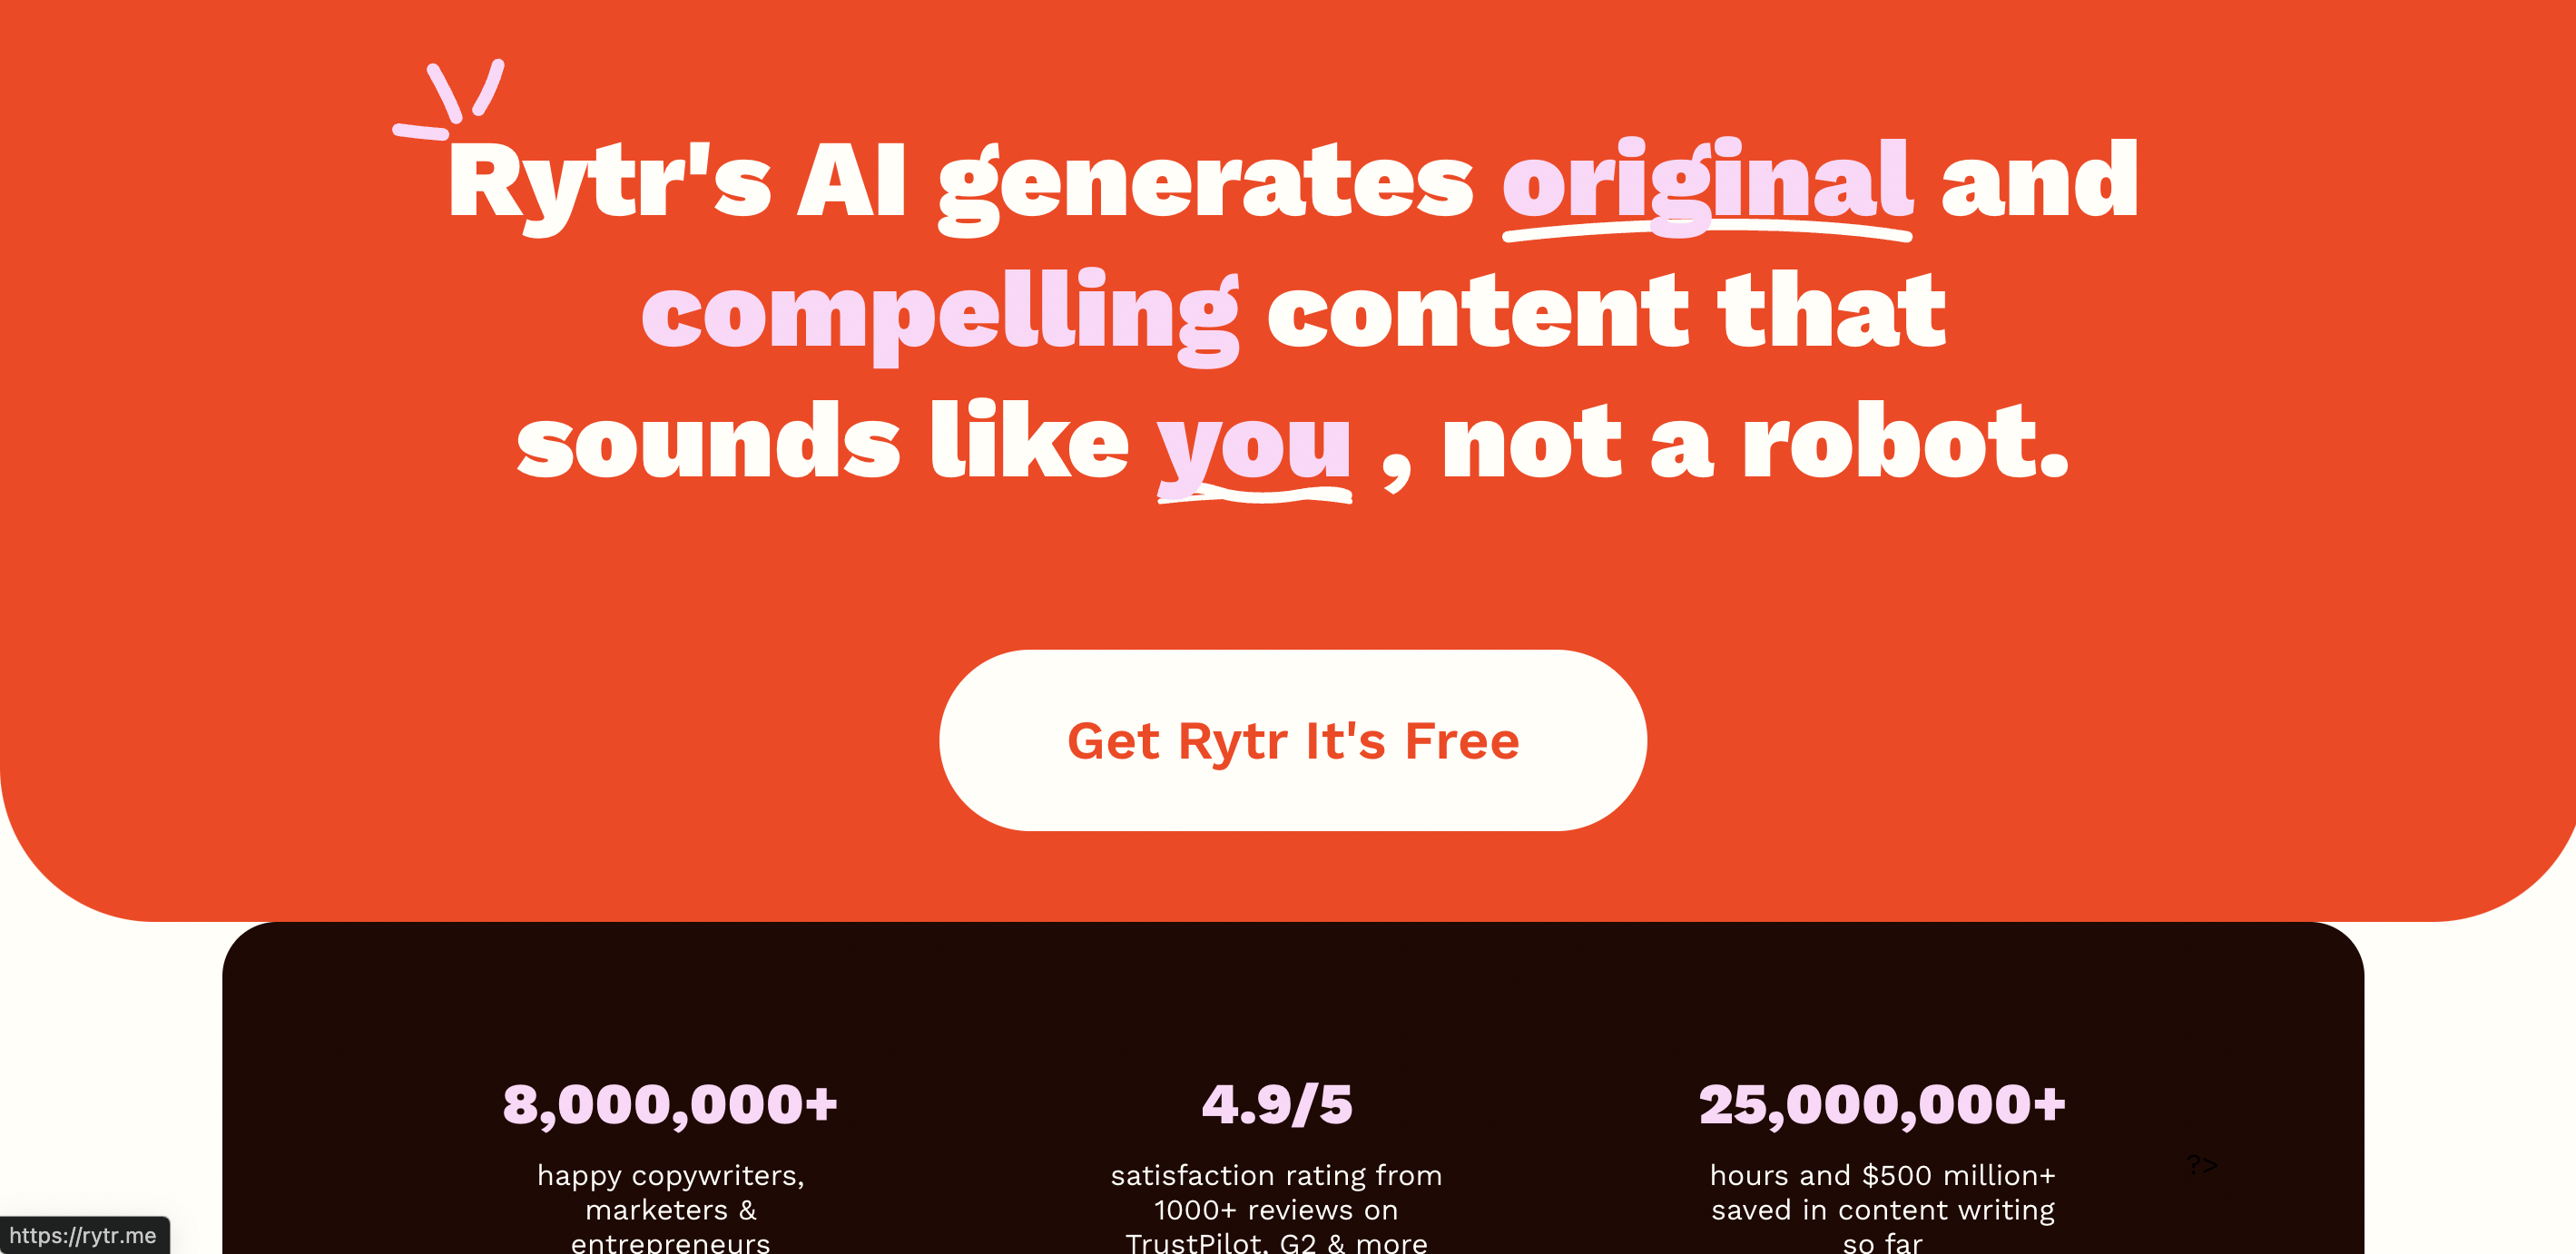 Rytr's AI generates original and
compelling content that
sounds like you , not a robot.
Get Rytr It's Free
8,000,000+
happy copywriters,
marketers &
entrepreneurs
4.9/5
satisfaction rating from
1000+ reviews on
TrustPilot, G2 & more
25,000,000+
hours and $500 million+
saved in content writing
so far
?>
https://rytr.me